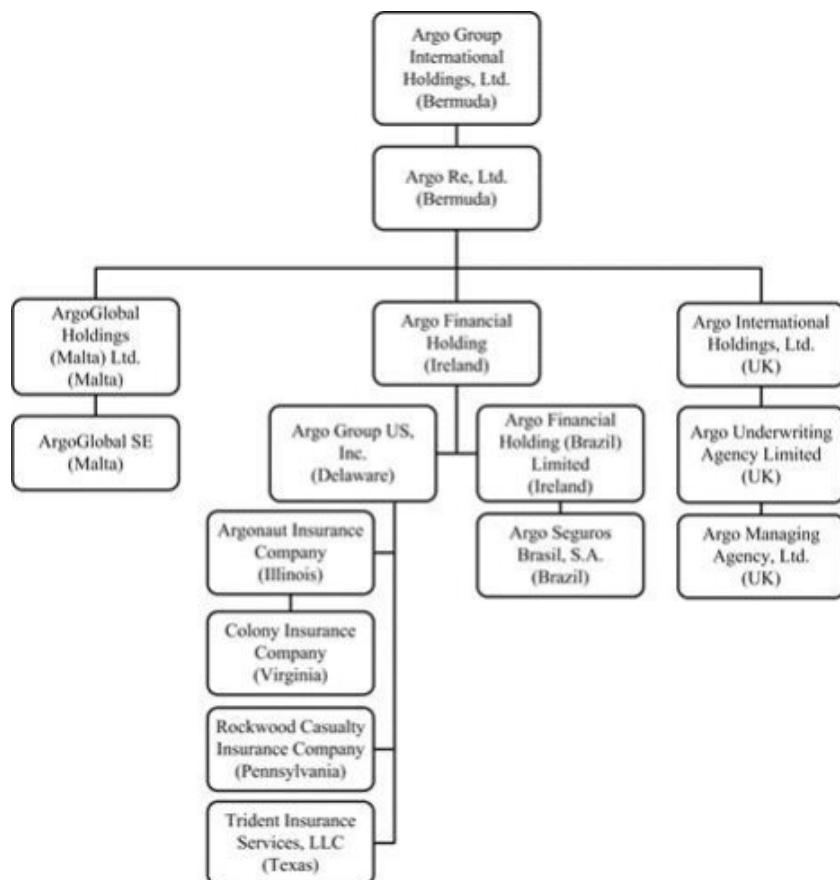 Argo Group
International
Holdings, Ltd.
(Bermuda)
Argo Re, Ltd.
(Bermuda)
ArgoGlobal
Holdings
(Malta) Ltd.
(Malta)
Argo Financial
Holding
(Ireland)
Argo International
Holdings, Ltd.
(UK)
ArgoGlobal SE
(Malta)
Argo Group US,
Inc.
(Delaware)
Argo Financial
Holding (Brazil)
Limited
(Ireland)
Argo Underwriting
Agency Limited
(UK)
Argonaut Insurance
Company
(Illinois)
Argo Seguros
Brasil, S.A.
(Brazil)
Argo Managing
Agency, Ltd.
(UK)
Colony Insurance
Company
(Virginia)
Rockwood Casualty
Insurance Company
(Pennsylvania)
Trident Insurance
Services, LLC
(Texas)